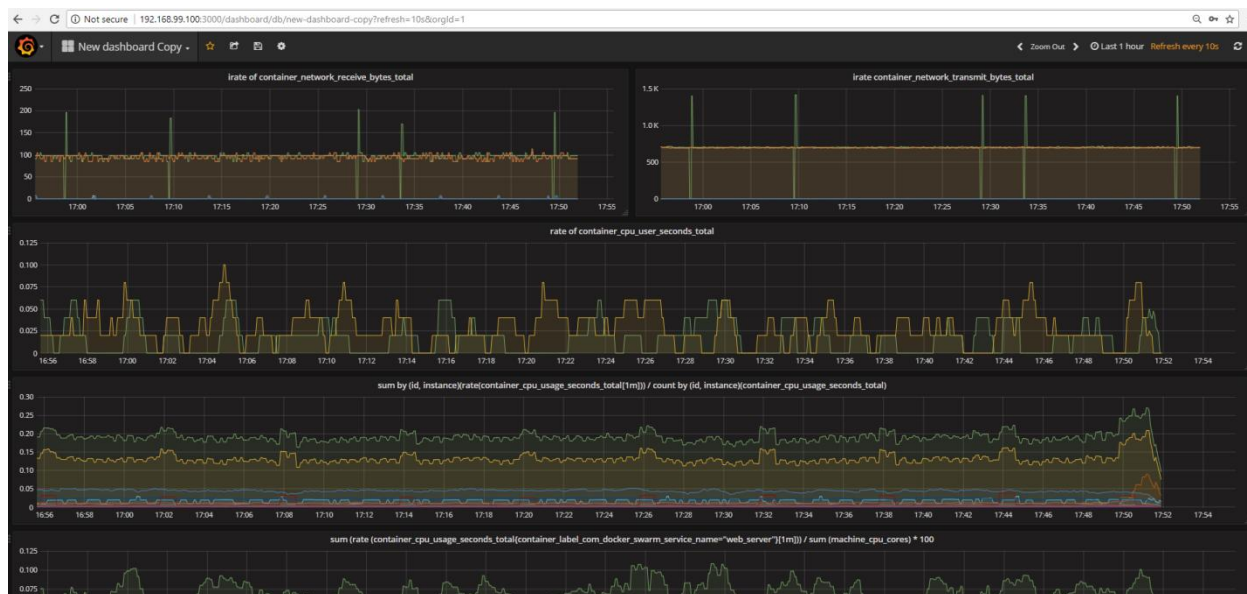 Not secure | 192.168.99.100:3000/dashboard/db/new-dashboard-copy?refresh=10s&orgId=1
New dashboard Copy
Zoom Out
Last 1 hour
Refresh every 10s
irate of container_network_receive_bytes_total
250
200
150
100
50
0
17:00 17:05 17:10 17:15 17:20 17:25 17:30 17:35 17:40 17:45 17:50 17:55
irate container_network_transmit_bytes_total
1.5 K
1.0 K
500
0
17:00 17:05 17:10 17:15 17:20 17:25 17:30 17:35 17:40 17:45 17:50 17:55
rate of container_cpu_user_seconds_total
0.125
0.100
0.075
0.050
0.025
0
16:56 16:58 17:00 17:02 17:04 17:06 17:08 17:10 17:12 17:14 17:16 17:18 17:20 17:22 17:24 17:26 17:28 17:30 17:32 17:34 17:36 17:38 17:40 17:42 17:44 17:46 17:48 17:50 17:52 17:54
sum by (id, instance)(rate(container_cpu_usage_seconds_total[1m])) / count by (id, instance)(container_cpu_usage_seconds_total)
0.30
0.25
0.20
0.15
0.10
0.05
0
16:56 16:58 17:00 17:02 17:04 17:06 17:08 17:10 17:12 17:14 17:16 17:18 17:20 17:22 17:24 17:26 17:28 17:30 17:32 17:34 17:36 17:38 17:40 17:42 17:44 17:46 17:48 17:50 17:52 17:54
sum (rate (container_cpu_usage_seconds_total{container_label_com_docker_swarm_service_name="web_server"}[1m])) / sum (machine_cpu_cores) * 100
0.125
0.100
0.075